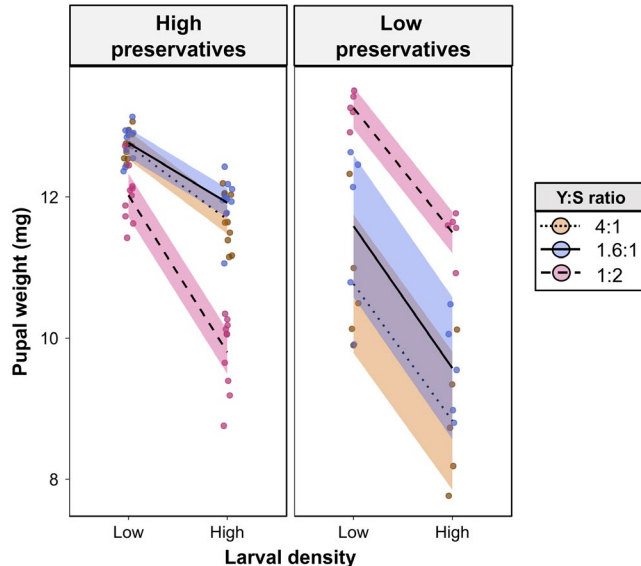 High
preservatives
Low
preservatives
Pupal weight (mg)
12
10
8
Low
High
Low
High
Larval density
Y:S ratio
4:1
1.6:1
1:2